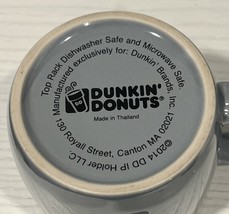 Top Rack Dishwasher Safe and Microwave Safe.
Manufactured exclusively for: Dunkin' Brands, Inc.
DUNKIN'
DONUTS®
Made in Thailand
130 Royall Street, Canton MA 02021
©2014 DD IP Holder LLC